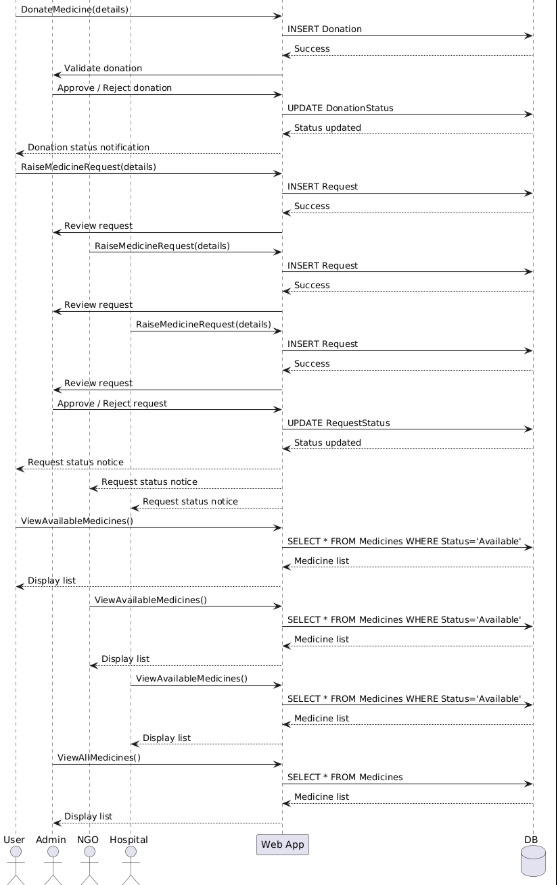 DonateMedicine(details)
INSERT Donation
Success
Validate donation
Approve / Reject donation
UPDATE DonationStatus
Status updated
Donation status notification
RaiseMedicineRequest(details)
INSERT Request
Success
Review request
RaiseMedicineRequest(details)
INSERT Request
Success
Review request
RaiseMedicineRequest(details)
INSERT Request
Success
Review request
Approve / Reject request
UPDATE RequestStatus
Status updated
Request status notice
Request status notice
Request status notice
ViewAvailableMedicines()
SELECT * FROM Medicines WHERE Status='Available'
Medicine list
Display list
ViewAvailableMedicines()
SELECT * FROM Medicines WHERE Status='Available'
Medicine list
Display list
ViewAvailableMedicines()
SELECT * FROM Medicines WHERE Status='Available'
Medicine list
Display list
ViewAllMedicines()
SELECT * FROM Medicines
Medicine list
Display list
User Admin NGO Hospital Web App DB